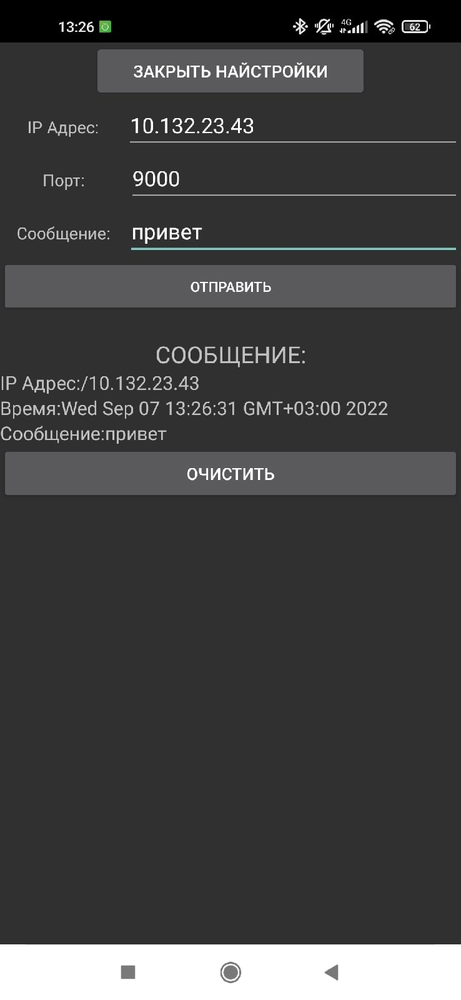 13:26 4G 62
ЗАКРЫТЬ НАЙСТРОЙКИ
IP Адрес: 10.132.23.43
Порт: 9000
Сообщение: привет
ОТПРАВИТЬ
СООБЩЕНИЕ:
IP Адрес:/10.132.23.43
Время:Wed Sep 07 13:26:31 GMT+03:00 2022
Сообщение:привет
ОЧИСТИТЬ